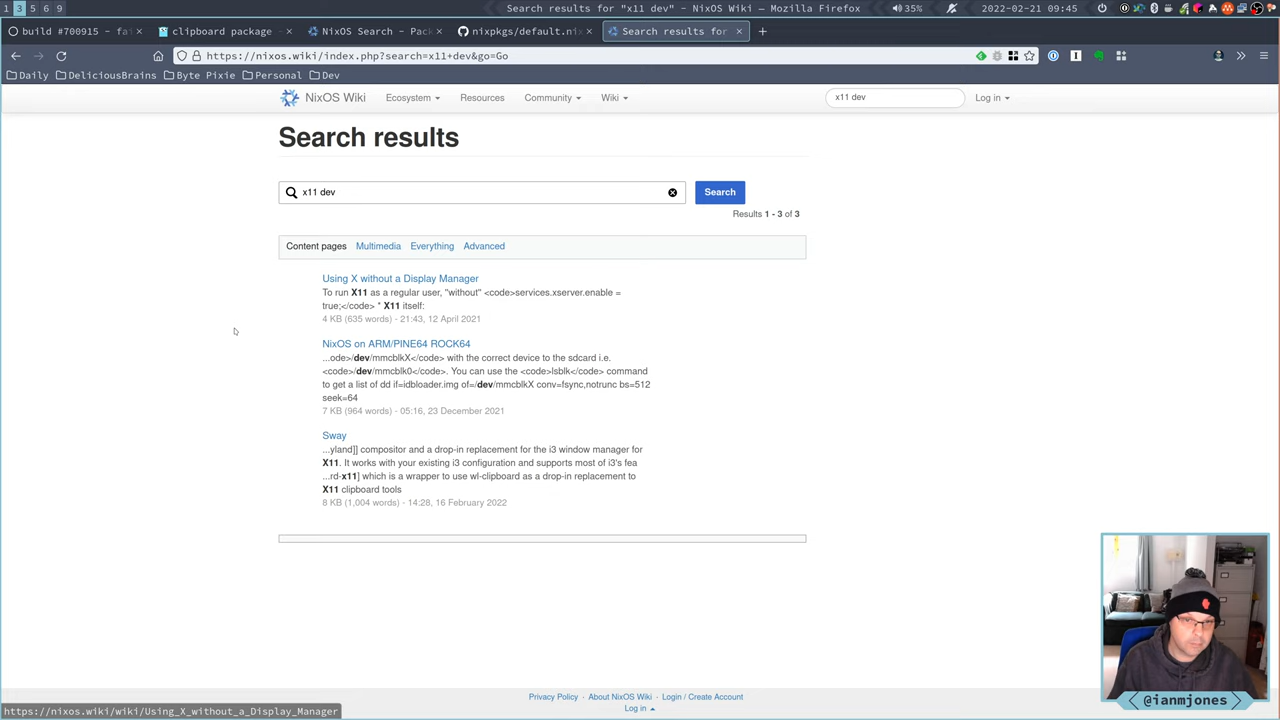 1 3 5 6 9
Search results for "x11 dev" - NixOS Wiki — Mozilla Firefox
35%
2022-02-21 09:45
build #700915 - fai
clipboard package -
NixOS Search - Pack
nixpkgs/default.nix
Search results for
https://nixos.wiki/index.php?search=x11+dev&go=Go
Daily
DeliciousBrains
Byte Pixie
Personal
Dev
NixOS Wiki
Ecosystem
Resources
Community
Wiki
x11 dev
Log in
Search results
x11 dev
Search
Results 1 - 3 of 3
Content pages
Multimedia
Everything
Advanced
Using X without a Display Manager
To run X11 as a regular user, "without" <code>services.xserver.enable =
true;</code> * X11 itself:
4 KB (635 words) - 21:43, 12 April 2021
NixOS on ARM/PINE64 ROCK64
...ode>/dev/mmcblkX</code> with the correct device to the sdcard i.e.
<code>/dev/mmcblk0</code>. You can use the <code>lsblk</code> command
to get a list of dd if=idbloader.img of=/dev/mmcblkX conv=fsync,notrunc bs=512
seek=64
7 KB (964 words) - 05:16, 23 December 2021
Sway
...yland]] compositor and a drop-in replacement for the i3 window manager for
X11. It works with your existing i3 configuration and supports most of i3's fea
...rd-x11] which is a wrapper to use wl-clipboard as a drop-in replacement to
X11 clipboard tools
8 KB (1,004 words) - 14:28, 16 February 2022
Privacy Policy · About NixOS Wiki · Login / Create Account
Log in
https://nixos.wiki/wiki/Using_X_without_a_Display_Manager
@ianmjones